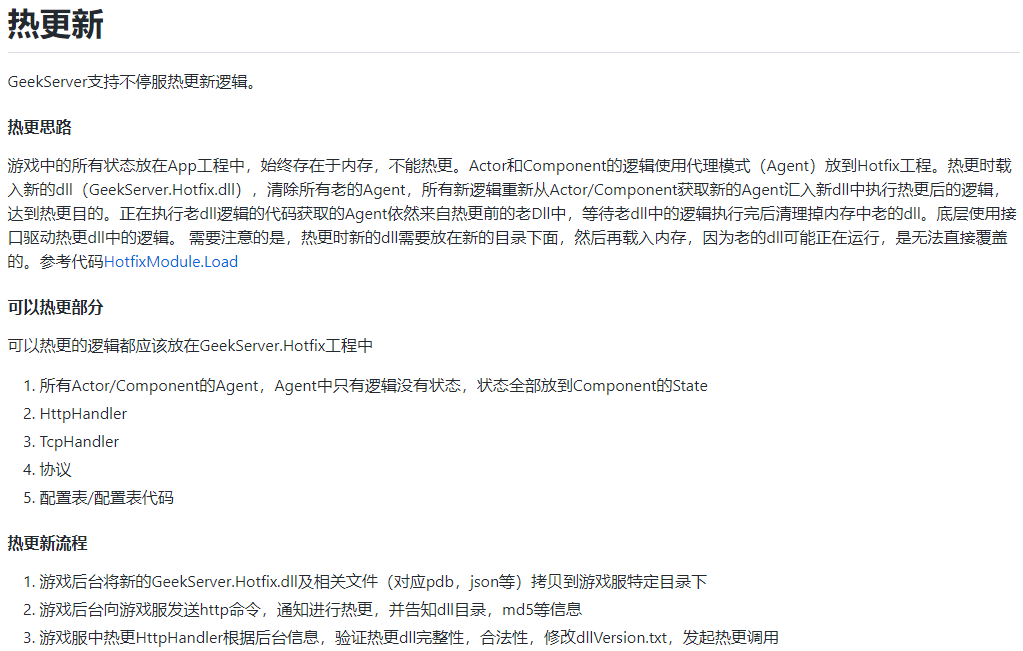 热更新
GeekServer支持不停服热更新逻辑。
热更思路
游戏中的所有状态放在App工程中，始终存在于内存，不能热更。Actor和Component的逻辑使用代理模式（Agent）放到Hotfix工程。热更时载
入新的dll（GeekServer.Hotfix.dll），清除所有老的Agent，所有新逻辑重新从Actor/Component获取新的Agent汇入新dll中执行热更后的逻辑，
达到热更目的。正在执行老dll逻辑的代码获取的Agent依然来自热更前的老Dll中，等待老dll中的逻辑执行完后清理掉内存中老的dll。底层使用接
口驱动热更dll中的逻辑。 需要注意的是，热更时新的dll需要放在新的目录下面，然后再载入内存，因为老的dll可能正在运行，是无法直接覆盖
的。参考代码HotfixModule.Load
可以热更部分
可以热更的逻辑都应该放在GeekServer.Hotfix工程中
1. 所有Actor/Component的Agent，Agent中只有逻辑没有状态，状态全部放到Component的State
2. HttpHandler
3. TcpHandler
4. 协议
5. 配置表/配置表代码
热更新流程
1. 游戏后台将新的GeekServer.Hotfix.dll及相关文件（对应pdb，json等）拷贝到游戏服特定目录下
2. 游戏后台向游戏服发送http命令，通知进行热更，并告知dll目录，md5等信息
3. 游戏服中热更HttpHandler根据后台信息，验证热更dll完整性，合法性，修改dllVersion.txt，发起热更调用